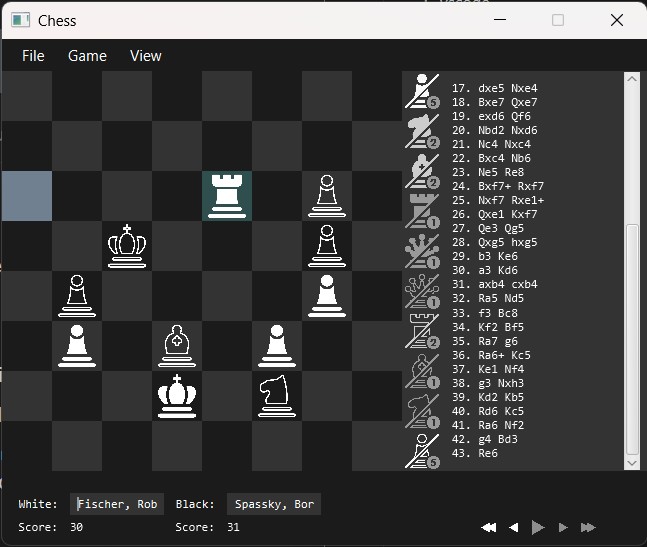 Chess
File Game View
5 17. dxe5 Nxe4
18. Bxe7 Qxe7
19. exd6 Qf6
2 20. Nbd2 Nxd6
21. Nc4 Nxc4
22. Bxc4 Nb6
2 23. Ne5 Re8
24. Bxf7+ Rxf7
25. Nxf7 Rxe1+
1 26. Qxe1 Kxf7
27. Qe3 Qg5
28. Qxg5 hxg5
1 29. b3 Ke6
30. a3 Kd6
1 31. axb4 cxb4
32. Ra5 Nd5
33. f3 Bc8
2 34. Kf2 Bf5
35. Ra7 g6
36. Ra6+ Kc5
1 37. Ke1 Nf4
38. g3 Nxh3
39. Kd2 Kb5
1 40. Rd6 Kc5
41. Ra6 Nf2
42. g4 Bd3
5 43. Re6
White: Fischer, Rob Black: Spassky, Bor
Score: 30 Score: 31